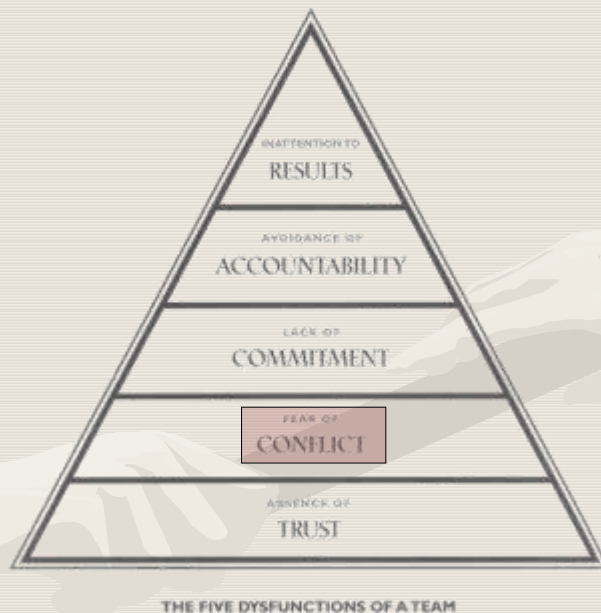 INATTENTION TO
RESULTS
AVOIDANCE OF
ACCOUNTABILITY
LACK OF
COMMITMENT
FEAR OF
CONFLICT
ABSENCE OF
TRUST
THE FIVE DYSFUNCTIONS OF A TEAM